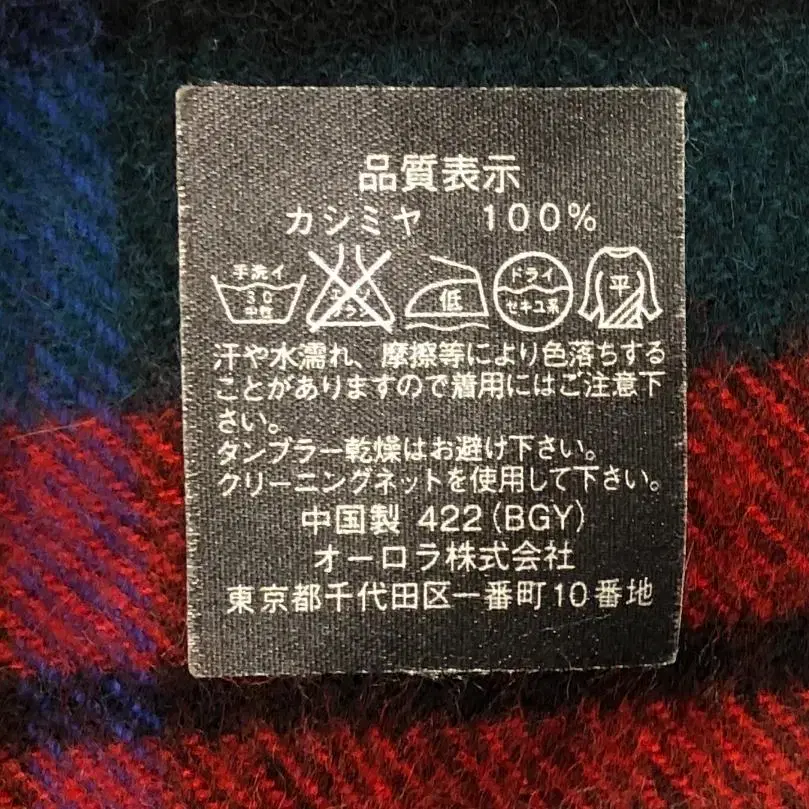 品質表示
カシミヤ 100%
手洗イ
30
中性
エンソ
サラシ
低
ドライ
セキユ系
平
汗や水濡れ、摩擦等により色落ちする
ことがありますので着用にはご注意下
さい。
タンブラー乾燥はお避け下さい。
クリーニングネットを使用して下さい。
中国製 422(BGY)
オーロラ株式会社
東京都千代田区一番町10番地